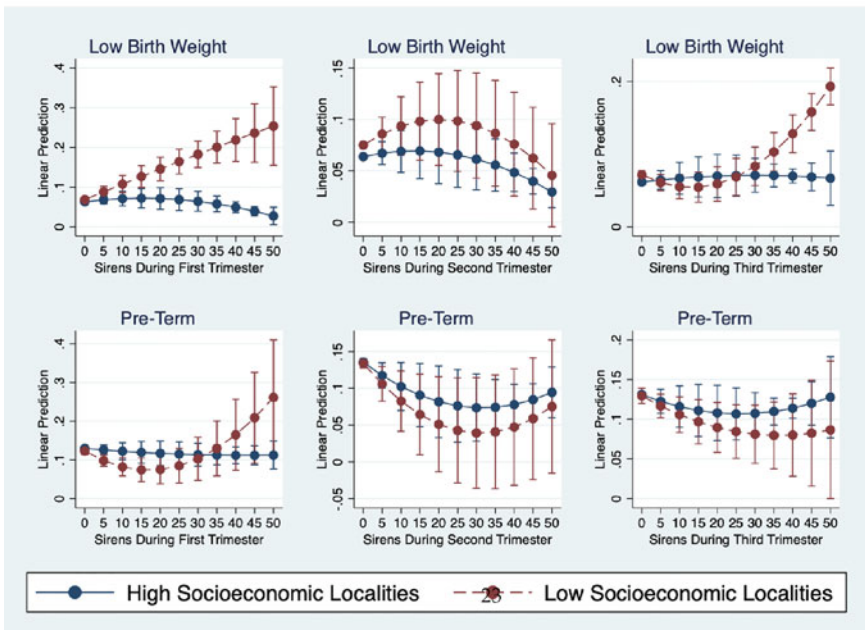 Low Birth Weight
Low Birth Weight
Low Birth Weight
Linear Prediction
.4
.3
.2
.1
0
0 5 10 15 20 25 30 35 40 45 50
Sirens During First Trimester
Linear Prediction
.15
.1
.05
0
0 5 10 15 20 25 30 35 40 45 50
Sirens During Second Trimester
Linear Prediction
.2
0
0 5 10 15 20 25 30 35 40 45 50
Sirens During Third Trimester
Pre-Term
Pre-Term
Pre-Term
Linear Prediction
.4
.3
.2
.1
0
0 5 10 15 20 25 30 35 40 45 50
Sirens During First Trimester
Linear Prediction
.15
.1
.05
0
-.05
0 5 10 15 20 25 30 35 40 45 50
Sirens During Second Trimester
Linear Prediction
.2
.15
.1
.05
0
0 5 10 15 20 25 30 35 40 45 50
Sirens During Third Trimester
High Socioeconomic Localities
23
Low Socioeconomic Localities